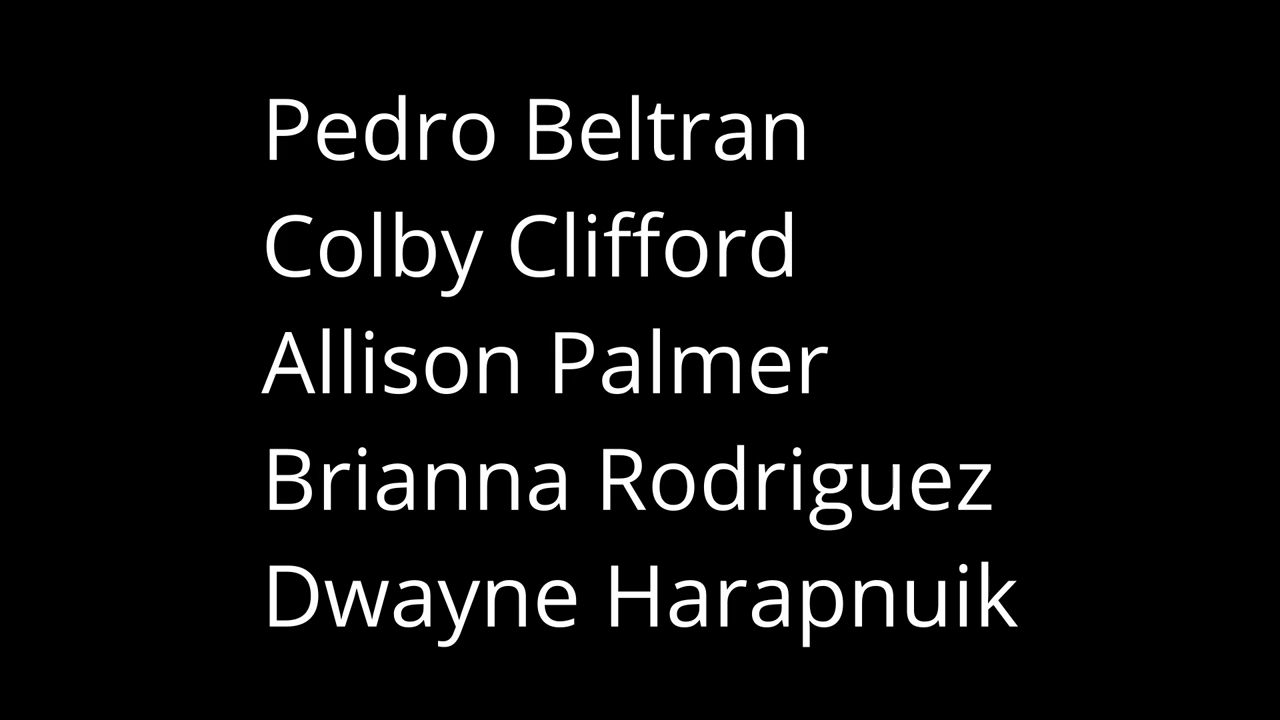 Pedro Beltran
Colby Clifford
Allison Palmer
Brianna Rodriguez
Dwayne Harapnuik